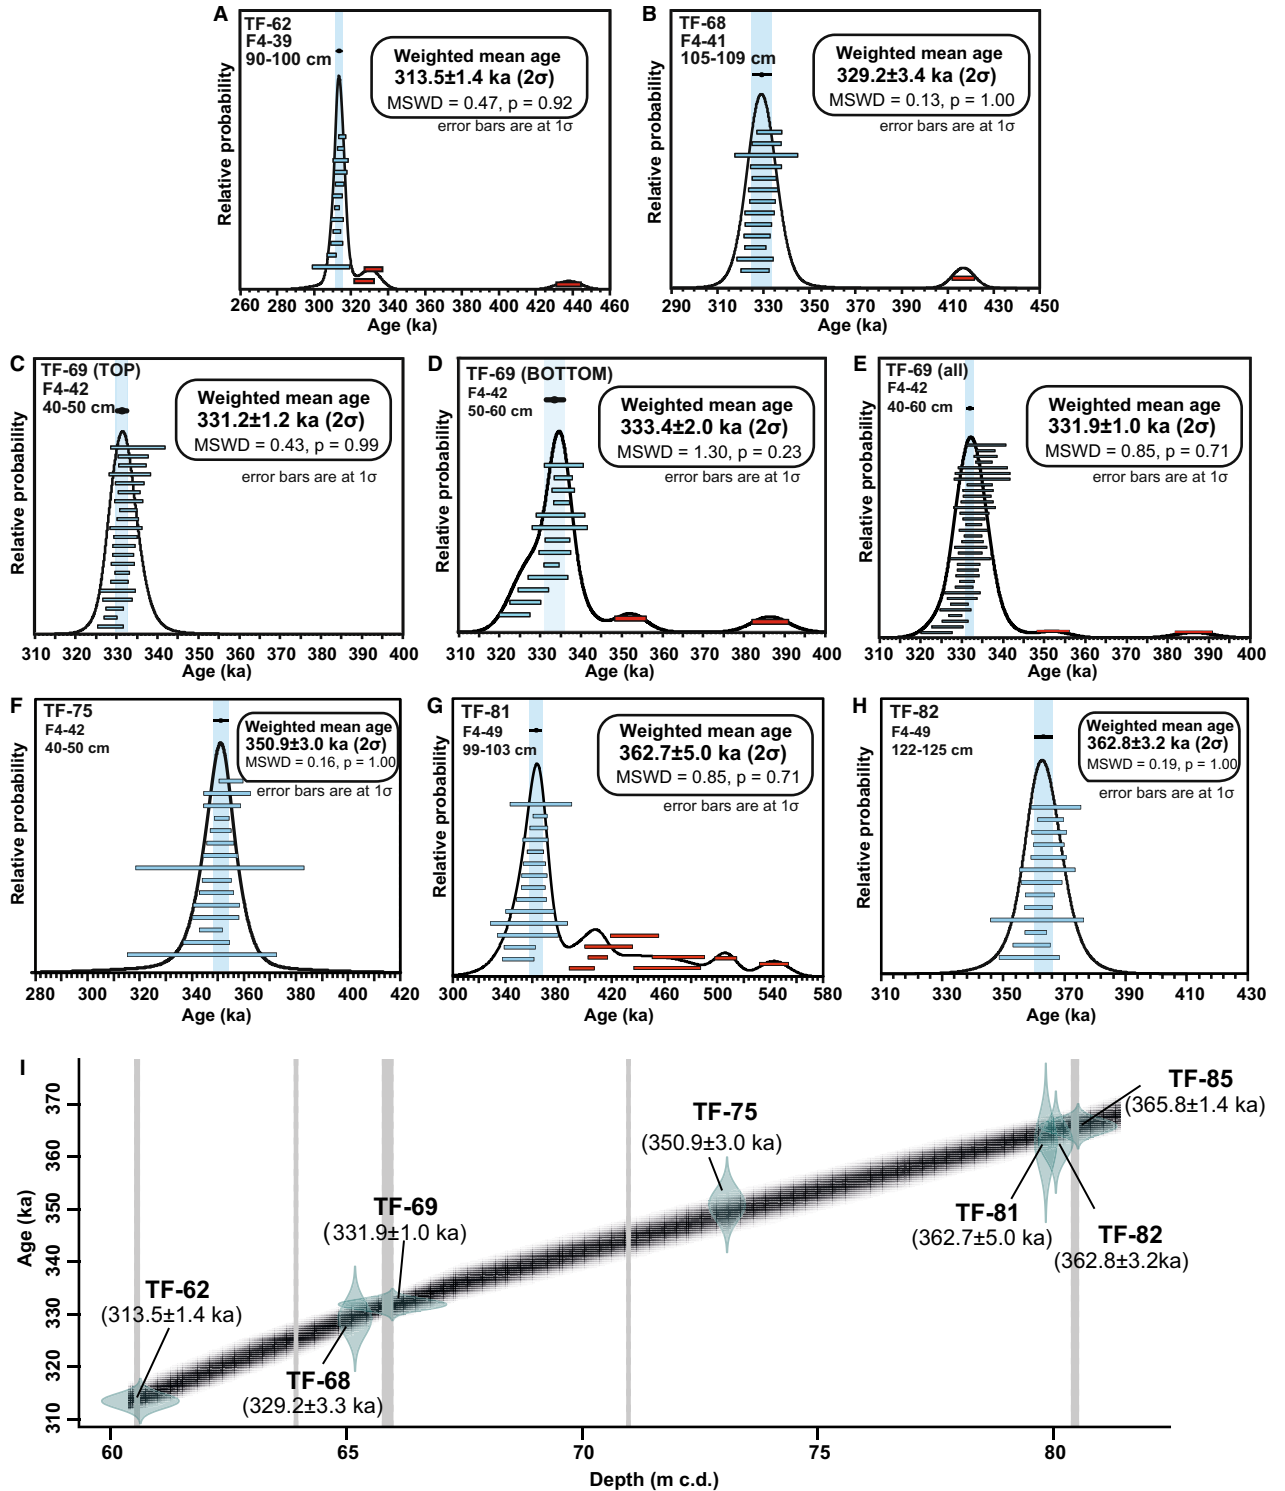 A
TF-62
F4-39
90-100 cm
Weighted mean age
313.5±1.4 ka (2σ)
MSWD = 0.47, p = 0.92
error bars are at 1σ
Relative probability
260 280 300 320 340 360 380 400 420 440 460
Age (ka)
B
TF-68
F4-41
105-109 cm
Weighted mean age
329.2±3.4 ka (2σ)
MSWD = 0.13, p = 1.00
error bars are at 1σ
Relative probability
290 310 330 350 370 390 410 430 450
Age (ka)
C
TF-69 (TOP)
F4-42
40-50 cm
Weighted mean age
331.2±1.2 ka (2σ)
MSWD = 0.43, p = 0.99
error bars are at 1σ
Relative probability
310 320 330 340 350 360 370 380 390 400
Age (ka)
D
TF-69 (BOTTOM)
F4-42
50-60 cm
Weighted mean age
333.4±2.0 ka (2σ)
MSWD = 1.30, p = 0.23
error bars are at 1σ
Relative probability
310 320 330 340 350 360 370 380 390 400
Age (ka)
E
TF-69 (all)
F4-42
40-60 cm
Weighted mean age
331.9±1.0 ka (2σ)
MSWD = 0.85, p = 0.71
error bars are at 1σ
Relative probability
310 320 330 340 350 360 370 380 390 400
Age (ka)
F
TF-75
F4-42
40-50 cm
Weighted mean age
350.9±3.0 ka (2σ)
MSWD = 0.16, p = 1.00
error bars are at 1σ
Relative probability
280 300 320 340 360 380 400 420
Age (ka)
G
TF-81
F4-49
99-103 cm
Weighted mean age
362.7±5.0 ka (2σ)
MSWD = 0.85, p = 0.71
error bars are at 1σ
Relative probability
300 340 380 420 460 500 540 580
Age (ka)
H
TF-82
F4-49
122-125 cm
Weighted mean age
362.8±3.2 ka (2σ)
MSWD = 0.19, p = 1.00
error bars are at 1σ
Relative probability
310 330 350 370 390 410 430
Age (ka)
I
TF-85
(365.8±1.4 ka)
TF-75
(350.9±3.0 ka)
TF-69
(331.9±1.0 ka)
TF-81
(362.7±5.0 ka)
TF-82
(362.8±3.2ka)
TF-62
(313.5±1.4 ka)
TF-68
(329.2±3.3 ka)
Age (ka)
310 320 330 340 350 360 370
60 65 70 75 80
Depth (m c.d.)